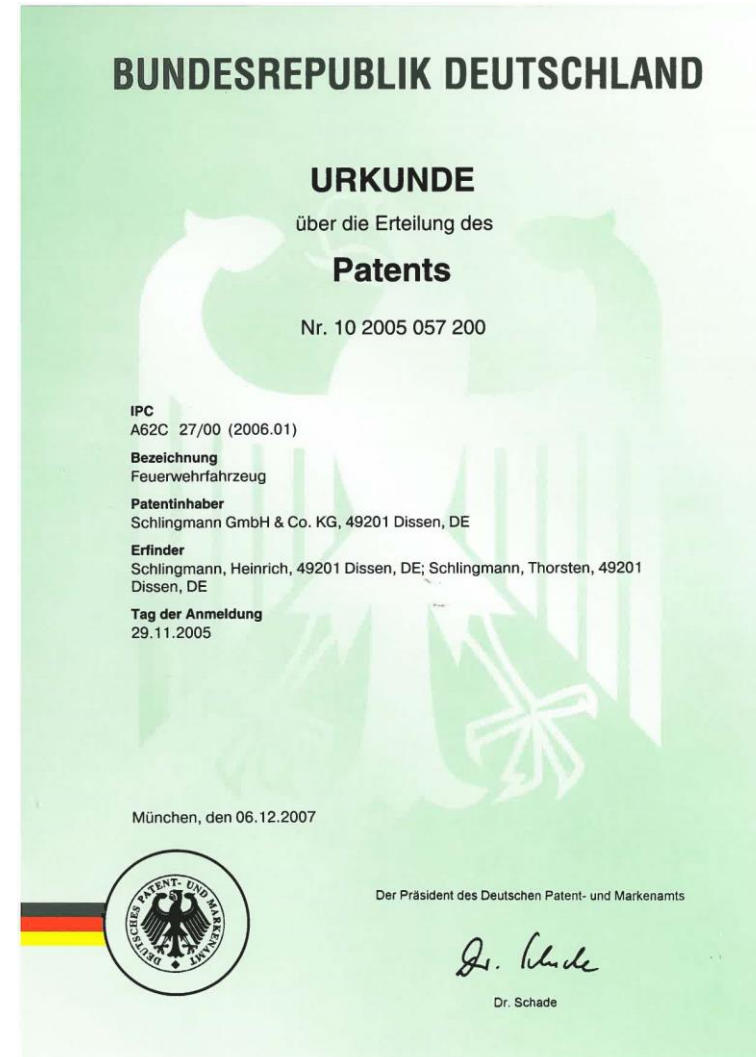 BUNDESREPUBLIK DEUTSCHLAND
URKUNDE
über die Erteilung des
Patents
Nr. 10 2005 057 200
IPC
A62C 27/00 (2006.01)
Bezeichnung
Feuerwehrfahrzeug
Patentinhaber
Schlingmann GmbH & Co. KG, 49201 Dissen, DE
Erfinder
Schlingmann, Heinrich, 49201 Dissen, DE; Schlingmann, Thorsten, 49201
Dissen, DE
Tag der Anmeldung
29.11.2005
München, den 06.12.2007
DEUTSCHES PATENT- UND MARKENAMT
Der Präsident des Deutschen Patent- und Markenamts
Dr. Schade
Dr. Schade